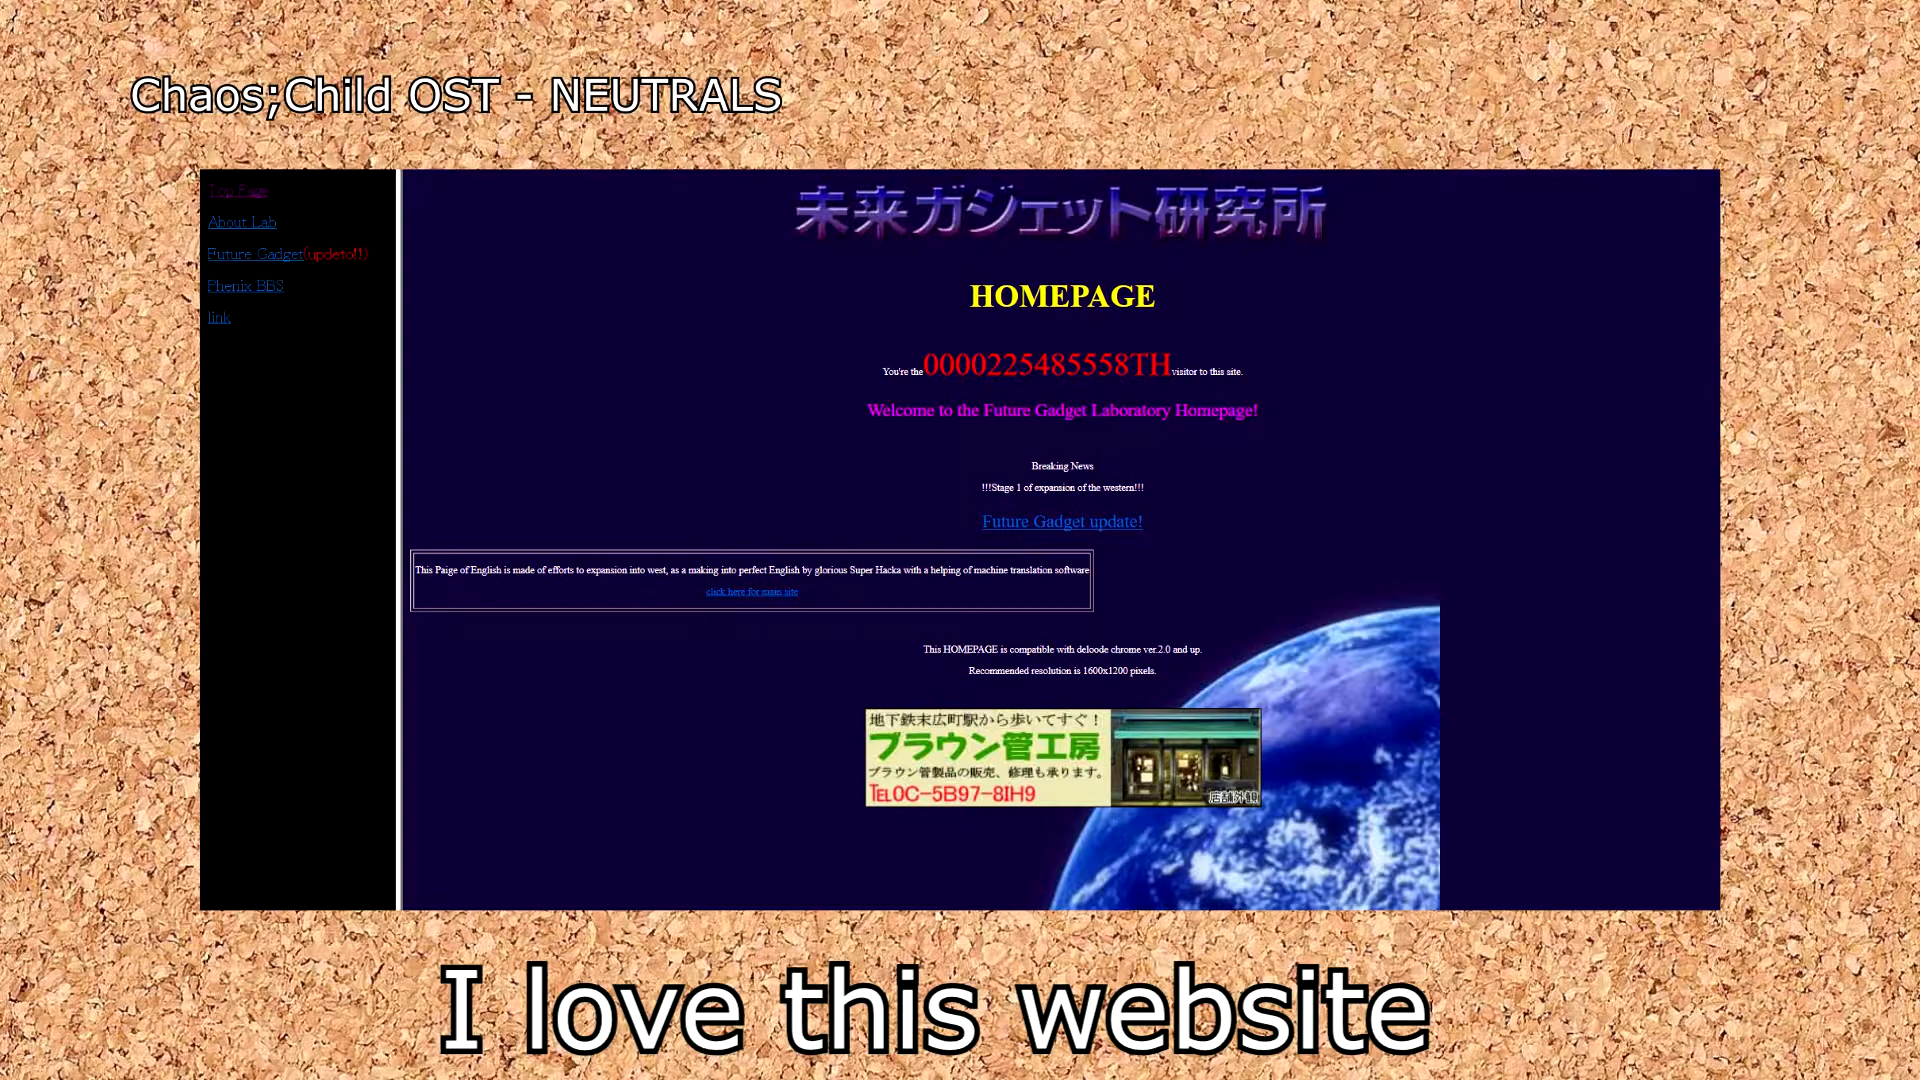 Chaos;Child OST - NEUTRALS
Top Page
About Lab
Future Gadget(updeto!!)
Phenix BBS
link
未来ガジェット研究所
HOMEPAGE
You're the0000225485558THvisitor to this site.
Welcome to the Future Gadget Laboratory Homepage!
Breaking News
!!!Stage 1 of expansion of the western!!!
Future Gadget update!
This Paige of English is made of efforts to expansion into west, as a making into perfect English by glorious Super Hacka with a helping of machine translation software
click here for main site
This HOMEPAGE is compatible with deloode chrome ver.2.0 and up.
Recommended resolution is 1600x1200 pixels.
地下鉄末広町駅から歩いてすぐ！
ブラウン管工房
ブラウン管製品の販売、修理も承ります。
TEL0C-5B97-8IH9
店舗外観
I love this website